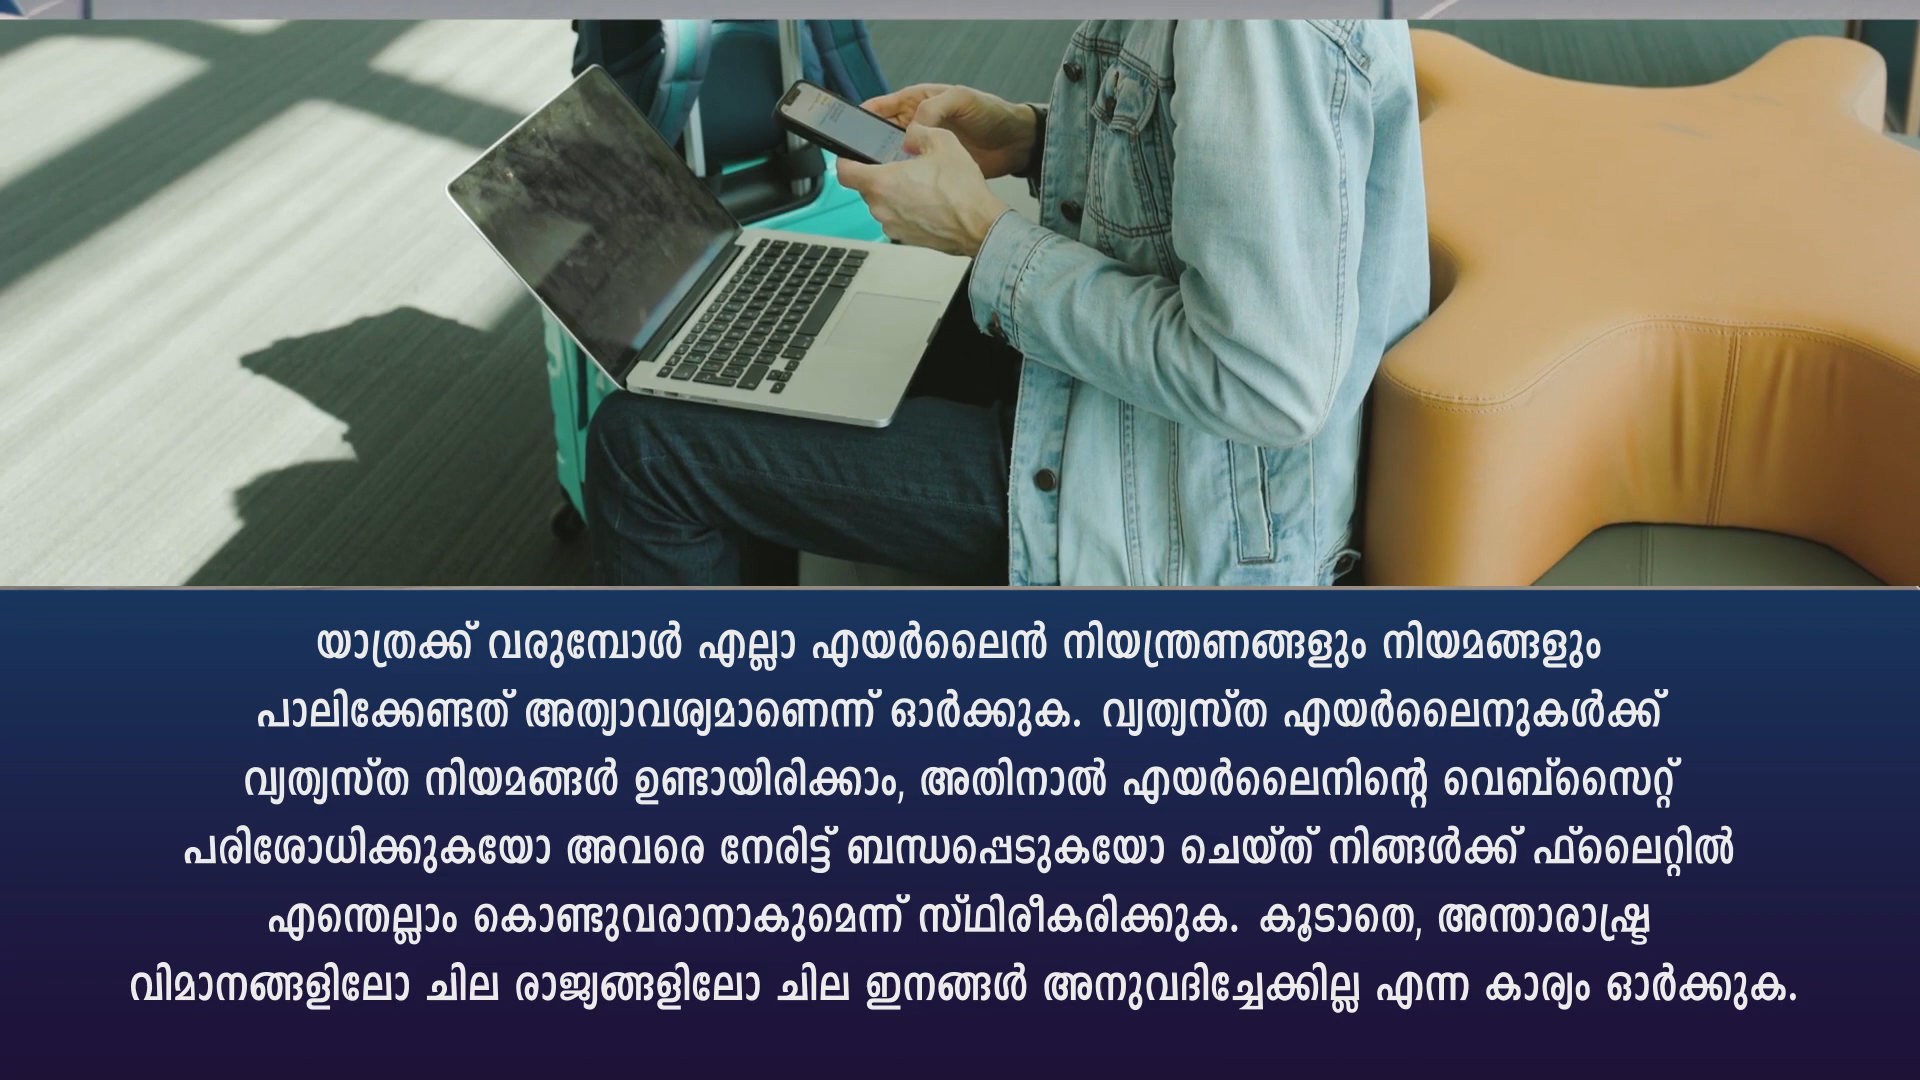 യാത്രക്ക് വരുമ്പോൾ എല്ലാ എയർലൈൻ നിയന്ത്രണങ്ങളും നിയമങ്ങളും
പാലിക്കേണ്ടത് അത്യാവശ്യമാണെന്ന് ഓർക്കുക. വ്യത്യസ്ത എയർലൈനുകൾക്ക്
വ്യത്യസ്ത നിയമങ്ങൾ ഉണ്ടായിരിക്കാം, അതിനാൽ എയർലൈനിന്റെ വെബ്സൈറ്റ്
പരിശോധിക്കുകയോ അവരെ നേരിട്ട് ബന്ധപ്പെടുകയോ ചെയ്ത് നിങ്ങൾക്ക് ഫ്ലൈറ്റിൽ
എന്തെല്ലാം കൊണ്ടുവരാനാകുമെന്ന് സ്ഥിരീകരിക്കുക. കൂടാതെ, അന്താരാഷ്ട്ര
വിമാനങ്ങളിലോ ചില രാജ്യങ്ങളിലോ ചില ഇനങ്ങൾ അനുവദിച്ചേക്കില്ല എന്ന കാര്യം ഓർക്കുക.